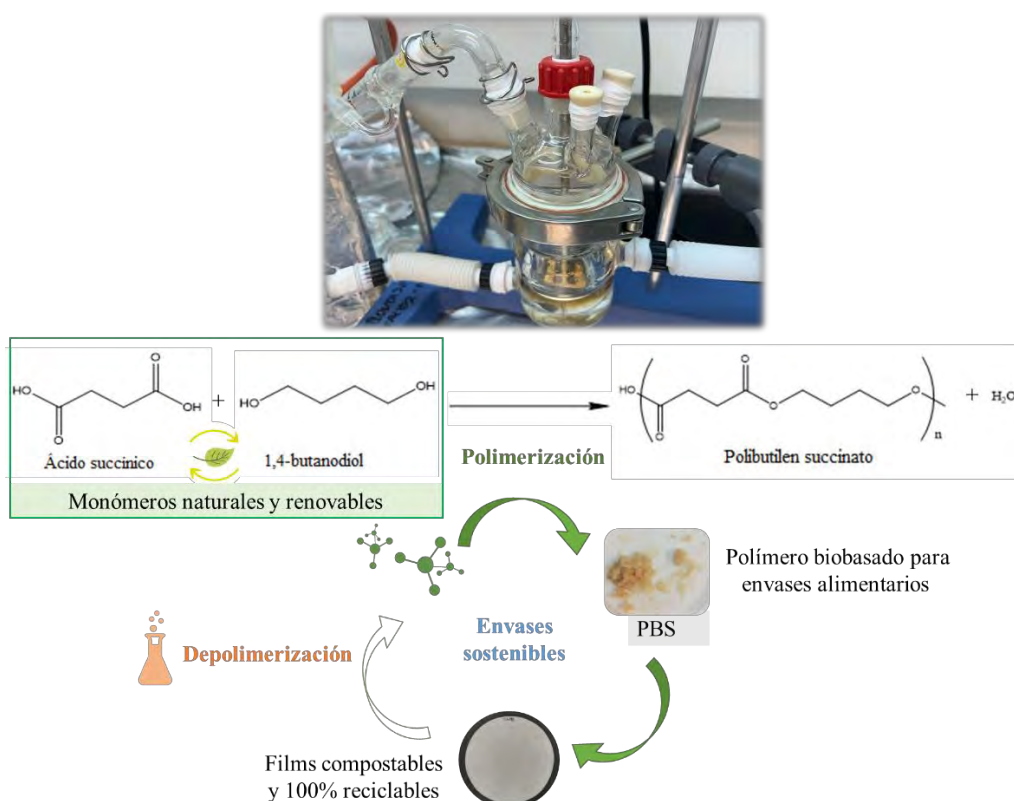 HO
O
O
OH
+
HO
OH
HO
O
O
O
O
n
+ H₂O
Ácido succinico
1,4-butanodiol
Polimerización
Polibutilen succinato
Monómeros naturales y renovables
Polímero biobasado para
envases alimentarios
PBS
Envases
sostenibles
Depolimerización
Films compostables
y 100% reciclables